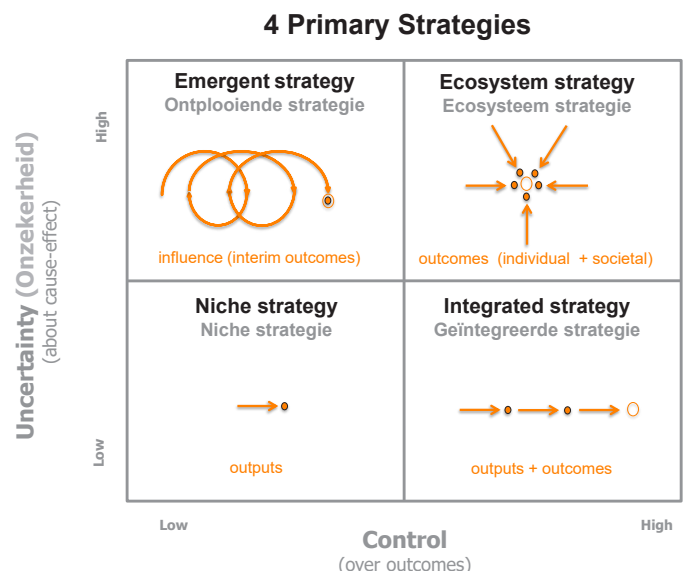 4 Primary Strategies
Emergent strategy
Ontplooiende strategie
influence (interim outcomes)
Ecosystem strategy
Ecosysteem strategie
outcomes (individual + societal)
Niche strategy
Niche strategie
outputs
Integrated strategy
Geïntegreerde strategie
outputs + outcomes
Uncertainty (Onzekerheid)
(about cause-effect)
High
Low
Low
High
Control
(over outcomes)